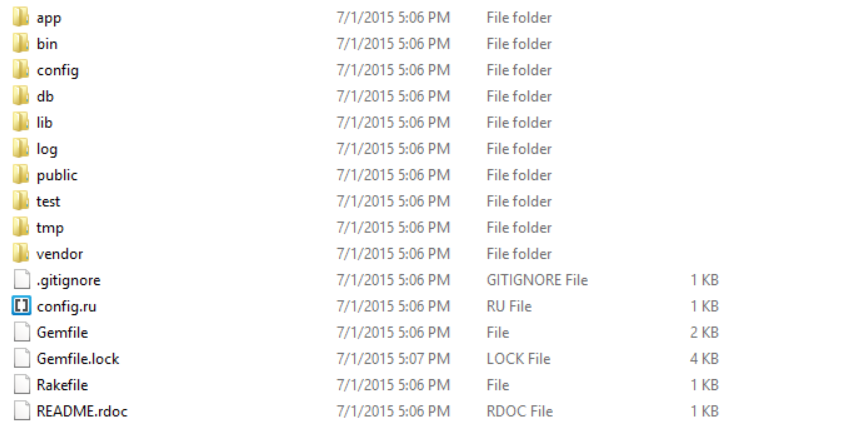 app 7/1/2015 5:06 PM File folder
bin 7/1/2015 5:06 PM File folder
config 7/1/2015 5:06 PM File folder
db 7/1/2015 5:06 PM File folder
lib 7/1/2015 5:06 PM File folder
log 7/1/2015 5:06 PM File folder
public 7/1/2015 5:06 PM File folder
test 7/1/2015 5:06 PM File folder
tmp 7/1/2015 5:06 PM File folder
vendor 7/1/2015 5:06 PM File folder
.gitignore 7/1/2015 5:06 PM GITIGNORE File 1 KB
config.ru 7/1/2015 5:06 PM RU File 1 KB
Gemfile 7/1/2015 5:06 PM File 2 KB
Gemfile.lock 7/1/2015 5:07 PM LOCK File 4 KB
Rakefile 7/1/2015 5:06 PM File 1 KB
README.rdoc 7/1/2015 5:06 PM RDOC File 1 KB